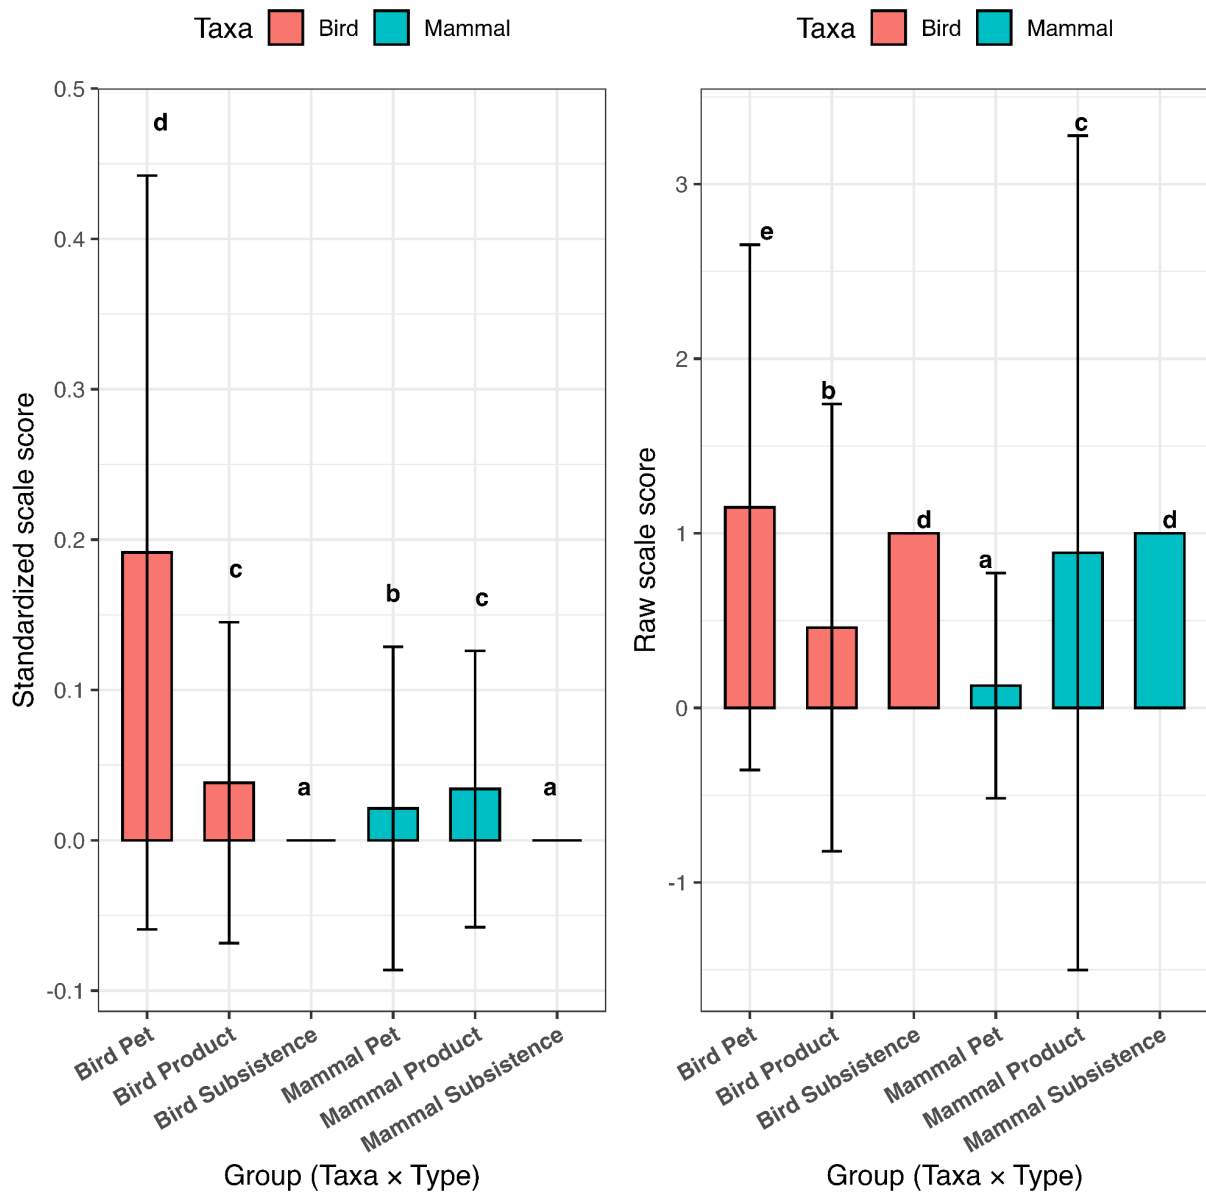 Taxa Bird Mammal
Standardized scale score
0.5
0.4
0.3
0.2
0.1
0.0
-0.1
d
c
a
b
c
a
Bird Pet
Bird Product
Bird Subsistence
Mammal Pet
Mammal Product
Mammal Subsistence
Group (Taxa × Type)
Taxa Bird Mammal
Raw scale score
3
2
1
0
-1
e
b
d
a
c
d
Bird Pet
Bird Product
Bird Subsistence
Mammal Pet
Mammal Product
Mammal Subsistence
Group (Taxa × Type)